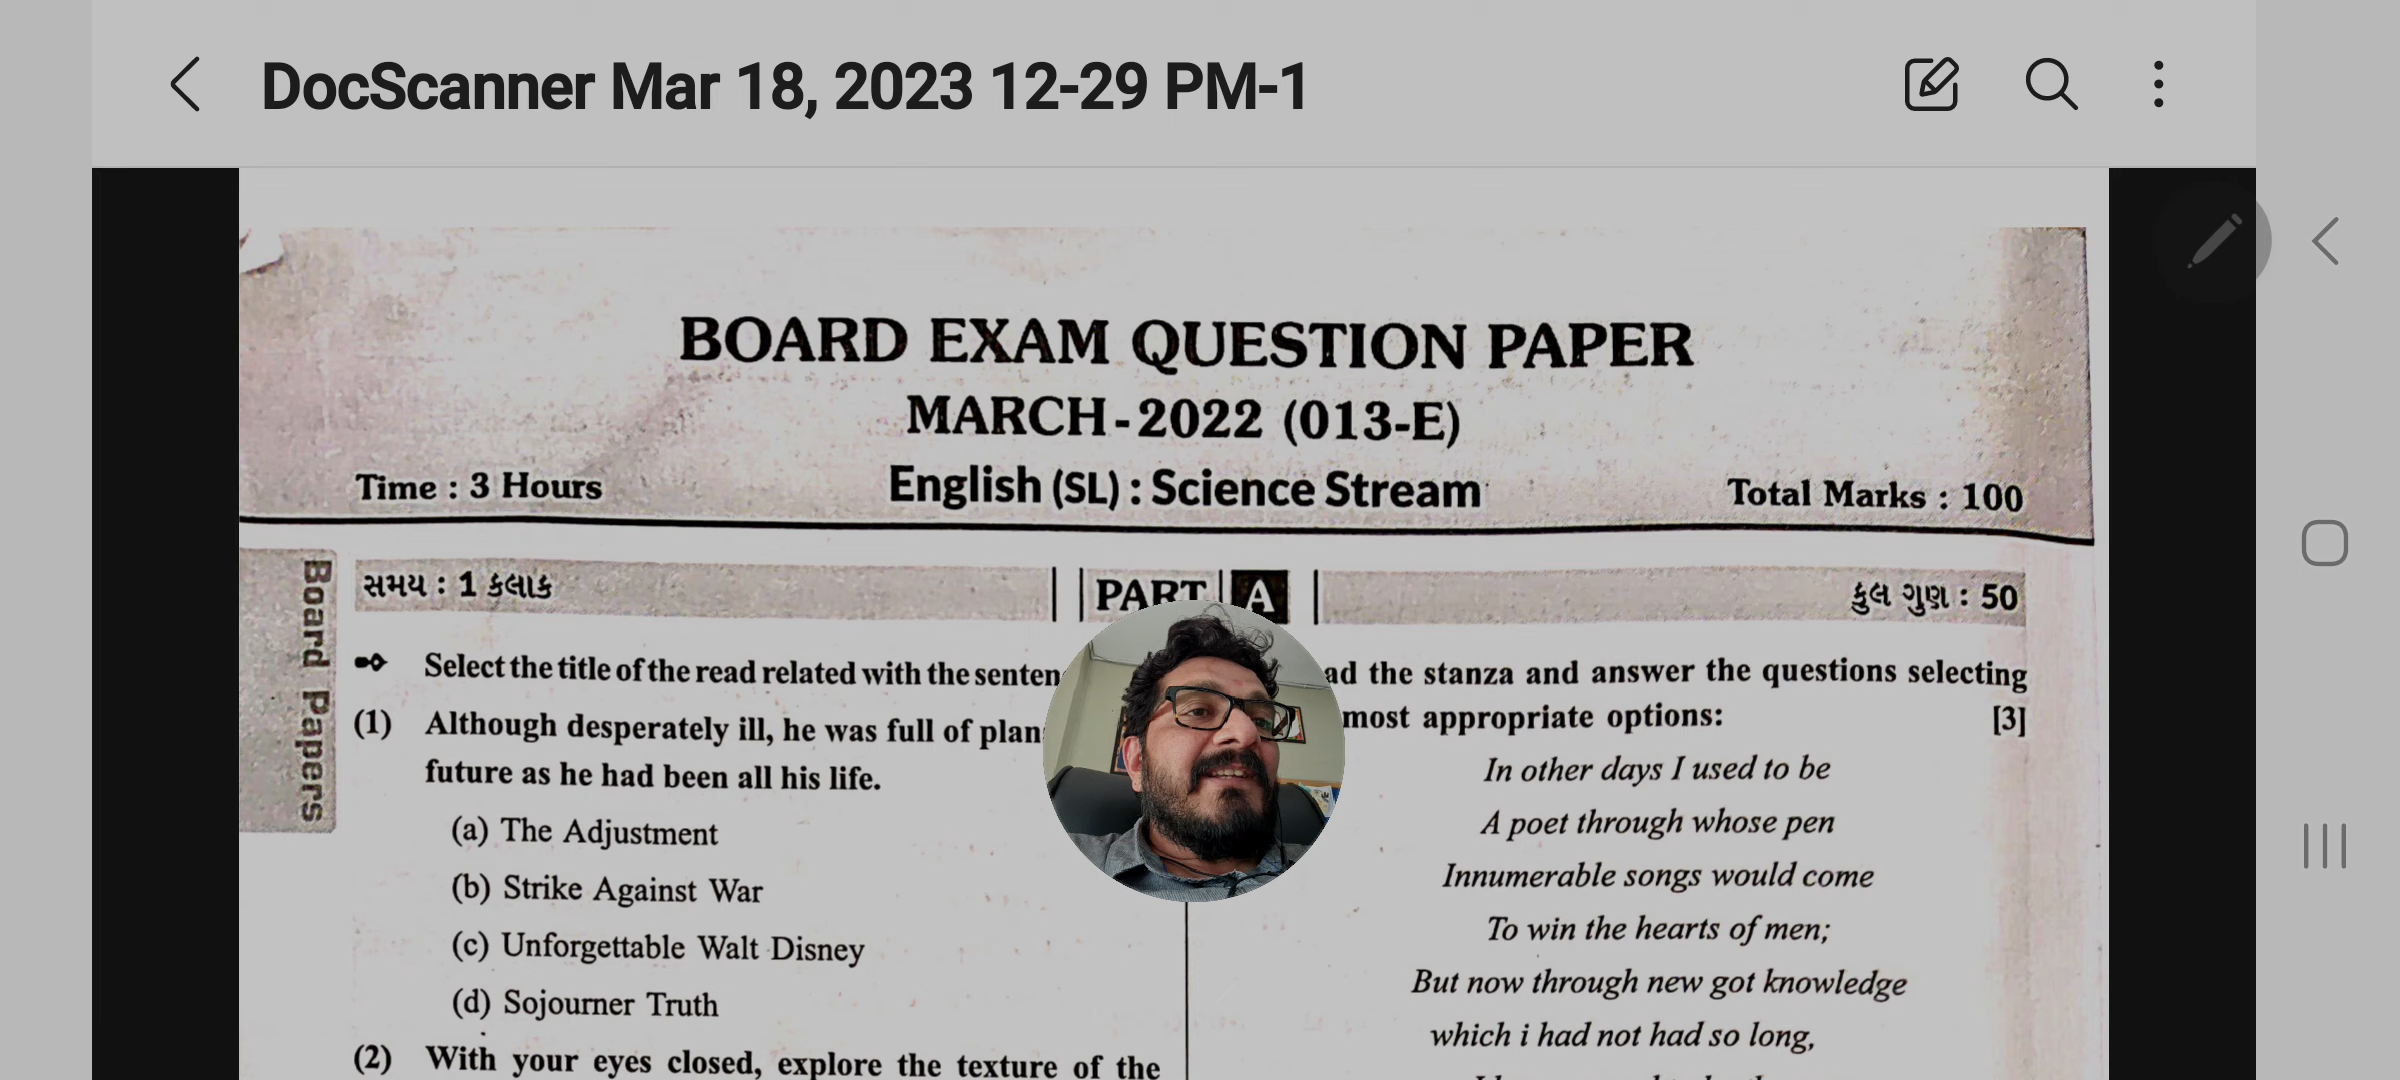 DocScanner Mar 18, 2023 12-29 PM-1
BOARD EXAM QUESTION PAPER
MARCH-2022 (013-E)
Time : 3 Hours
English (SL) : Science Stream
Total Marks : 100
Board Papers
સમય : 1 કલાક
PART A
કુલ ગુણ : 50
Select the title of the read related with the
(1) Although desperately ill, he was full of
future as he had been all his life.
(a) The Adjustment
(b) Strike Against War
(c) Unforgettable Walt Disney
(d) Sojourner Truth
(2) With your eyes closed, explore the texture of the
the stanza and answer the questions selecting
most appropriate options: [3]
In other days I used to be
A poet through whose pen
Innumerable songs would come
To win the hearts of men;
But now through new got knowledge
which i had not had so long,